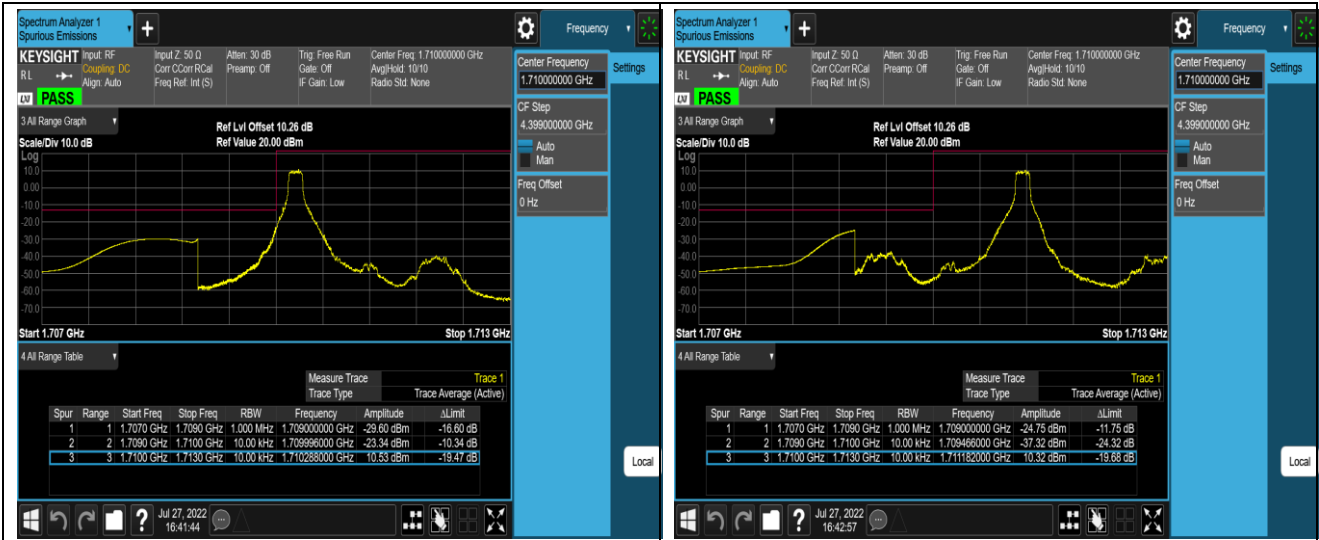 Spectrum Analyzer 1
Spurious Emissions
Frequency
KEYSIGHT Input: RF Input Z: 50 Ω Atten: 30 dB Trig: Free Run Center Freq: 1.710000000 GHz
Coupling: DC Corr CCorr RCal Preamp: Off Gate: Off Avg|Hold: 10/10
R L Align: Auto Freq Ref: Int (S) IF Gain: Low Radio Std: None
LXI PASS
Center Frequency
1.710000000 GHz
Settings
CF Step
4.399000000 GHz
Auto
Man
Freq Offset
0 Hz
3 All Range Graph
Ref Lvl Offset 10.26 dB
Scale/Div 10.0 dB Ref Value 20.00 dBm
Log
10.0
0.00
-10.0
-20.0
-30.0
-40.0
-50.0
-60.0
-70.0
Start 1.707 GHz Stop 1.713 GHz
4 All Range Table
Measure Trace Trace 1
Trace Type Trace Average (Active)
Spur Range Start Freq Stop Freq RBW Frequency Amplitude ΔLimit
1 1 1.7070 GHz 1.7090 GHz 1.000 MHz 1.709000000 GHz -29.60 dBm -16.60 dB
2 2 1.7090 GHz 1.7100 GHz 10.00 kHz 1.709996000 GHz -23.34 dBm -10.34 dB
3 3 1.7100 GHz 1.7130 GHz 10.00 kHz 1.710288000 GHz 10.53 dBm -19.47 dB
Local
Jul 27, 2022
16:41:44
Spectrum Analyzer 1
Spurious Emissions
Frequency
KEYSIGHT Input: RF Input Z: 50 Ω Atten: 30 dB Trig: Free Run Center Freq: 1.710000000 GHz
Coupling: DC Corr CCorr RCal Preamp: Off Gate: Off Avg|Hold: 10/10
R L Align: Auto Freq Ref: Int (S) IF Gain: Low Radio Std: None
LXI PASS
Center Frequency
1.710000000 GHz
Settings
CF Step
4.399000000 GHz
Auto
Man
Freq Offset
0 Hz
3 All Range Graph
Ref Lvl Offset 10.26 dB
Scale/Div 10.0 dB Ref Value 20.00 dBm
Log
10.0
0.00
-10.0
-20.0
-30.0
-40.0
-50.0
-60.0
-70.0
Start 1.707 GHz Stop 1.713 GHz
4 All Range Table
Measure Trace Trace 1
Trace Type Trace Average (Active)
Spur Range Start Freq Stop Freq RBW Frequency Amplitude ΔLimit
1 1 1.7070 GHz 1.7090 GHz 1.000 MHz 1.709000000 GHz -24.75 dBm -11.75 dB
2 2 1.7090 GHz 1.7100 GHz 10.00 kHz 1.709466000 GHz -37.32 dBm -24.32 dB
3 3 1.7100 GHz 1.7130 GHz 10.00 kHz 1.711182000 GHz 10.32 dBm -19.68 dB
Local
Jul 27, 2022
16:42:57